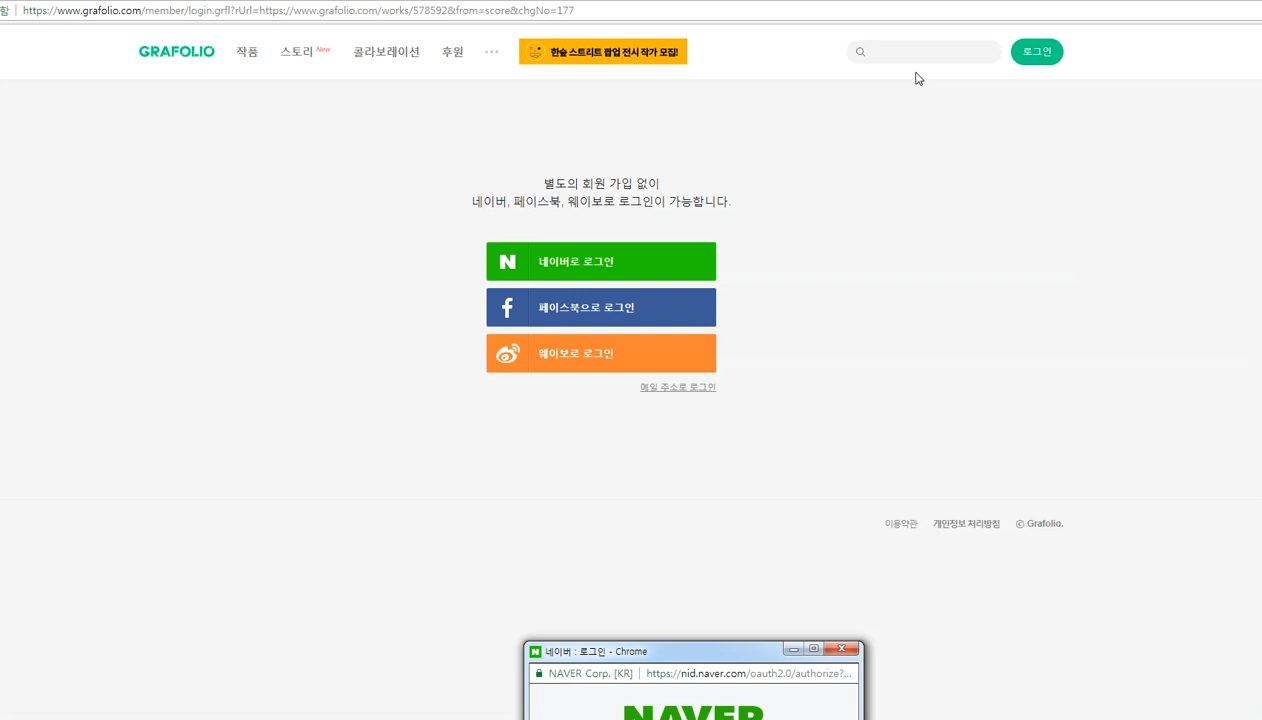 함 https://www.grafolio.com/member/login.grfl?rUrl=https://www.grafolio.com/works/578592&from=score&chgNo=177
GRAFOLIO 작품 스토리 New 콜라보레이션 후원 ··· 한숲 스트리트 팝업 전시 작가 모집! 로그인
별도의 회원 가입 없이
네이버, 페이스북, 웨이보로 로그인이 가능합니다.
N 네이버로 로그인
f 페이스북으로 로그인
웨이보로 로그인
메일 주소로 로그인
이용약관 개인정보 처리방침 © Grafolio.
N 네이버 : 로그인 - Chrome
NAVER Corp. [KR] https://nid.naver.com/oauth2.0/authorize?...
NAVER